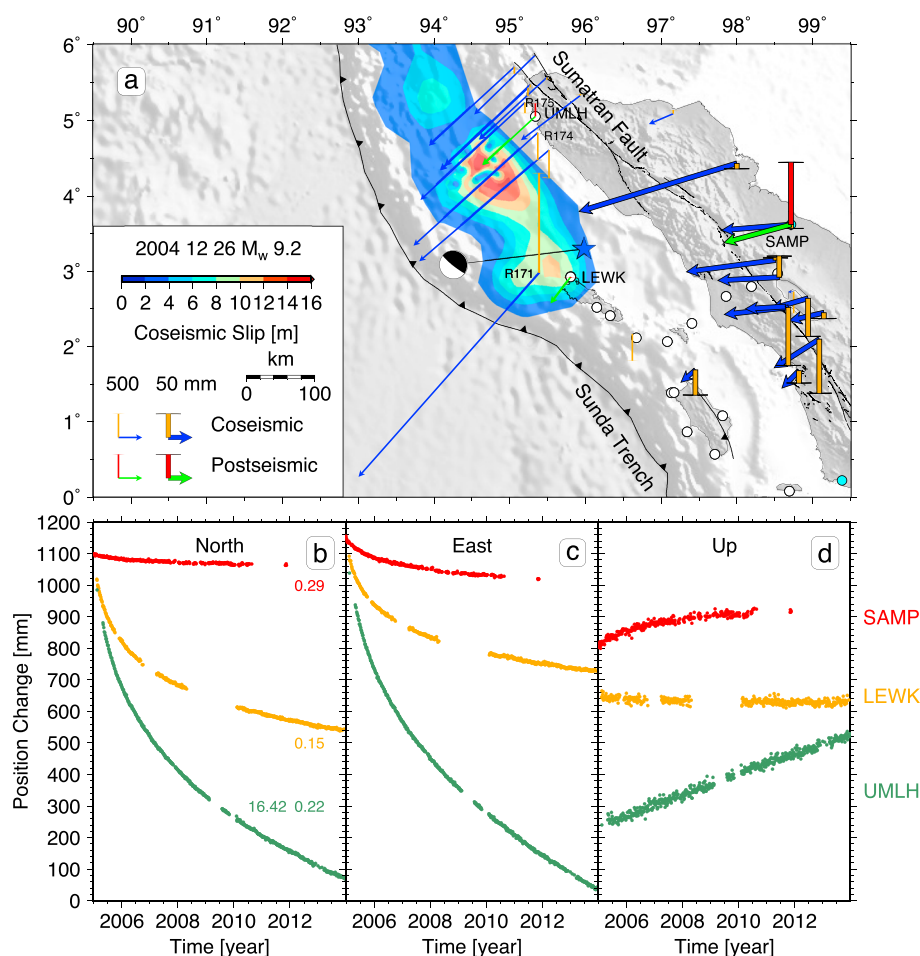 90° 91° 92° 93° 94° 95° 96° 97° 98° 99°
6°
5°
4°
3°
2°
1°
0°
a
Sumatran Fault
R175
UMLH
R174
SAMP
R171
LEWK
Sunda Trench
2004 12 26 Mw 9.2
0 2 4 6 8 10 12 14 16
Coseismic Slip [m]
km
0 100
500 50 mm
Coseismic
Postseismic
Position Change [mm]
1200
1100
1000
900
800
700
600
500
400
300
200
100
0
North
b
0.29
0.15
16.42 0.22
2006 2008 2010 2012
Time [year]
East
c
2006 2008 2010 2012
Time [year]
Up
d
2006 2008 2010 2012
Time [year]
SAMP
LEWK
UMLH